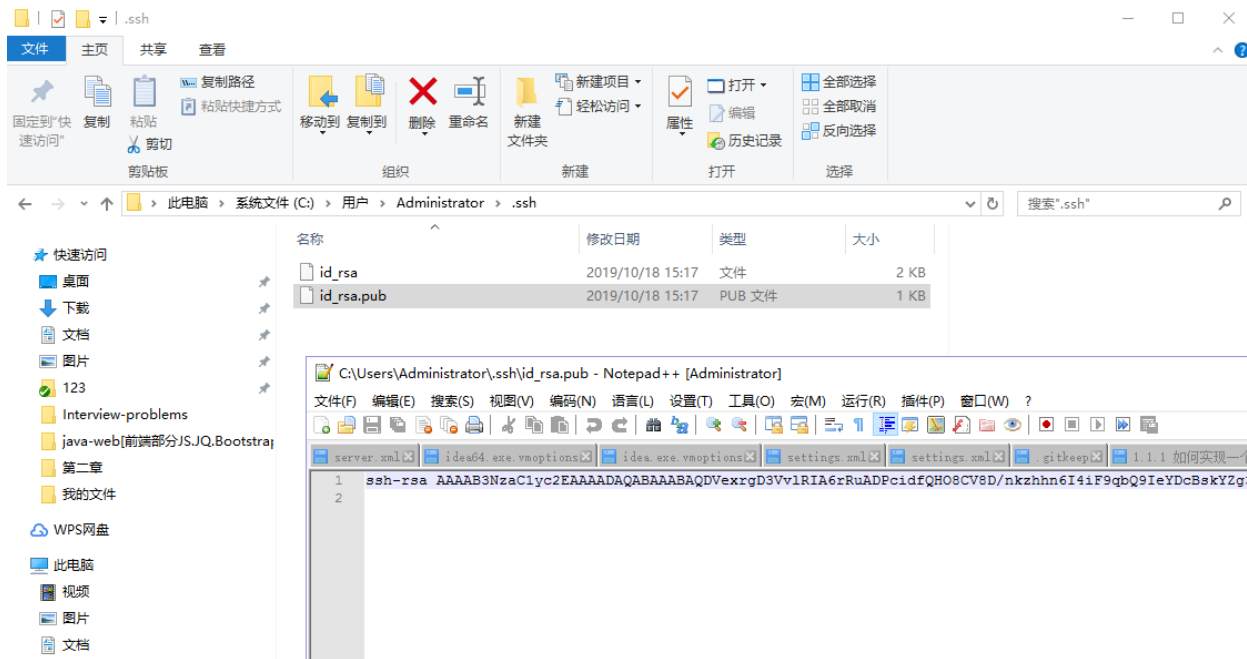 .ssh
文件 主页 共享 查看
固定到"快速访问"
复制
粘贴
复制路径
粘贴快捷方式
剪切
剪贴板
移动到 复制到 删除 重命名
组织
新建文件夹
新建项目
轻松访问
新建
属性
打开
编辑
历史记录
打开
全部选择
全部取消
反向选择
选择
此电脑 › 系统文件 (C:) › 用户 › Administrator › .ssh
搜索".ssh"
名称 修改日期 类型 大小
id_rsa 2019/10/18 15:17 文件 2 KB
id_rsa.pub 2019/10/18 15:17 PUB 文件 1 KB
快速访问
桌面
下载
文档
图片
123
Interview-problems
java-web[前端部分JS.JQ.Bootstrap
第二章
我的文件
WPS网盘
此电脑
视频
图片
文档
C:\Users\Administrator\.ssh\id_rsa.pub - Notepad++ [Administrator]
文件(F) 编辑(E) 搜索(S) 视图(V) 编码(N) 语言(L) 设置(T) 工具(O) 宏(M) 运行(R) 插件(P) 窗口(W) ?
server.xml idea64.exe.vmoptions idea.exe.vmoptions settings.xml settings.xml .gitkeep 1.1.1 如何实现一个
1 ssh-rsa AAAAB3NzaC1yc2EAAAADAQABAAABAQDVexrgD3VvlRIA6rRuADPcidfQHO8CV8D/nkzhhn6I4iF9qbQ9IeYDcBskYZg
2